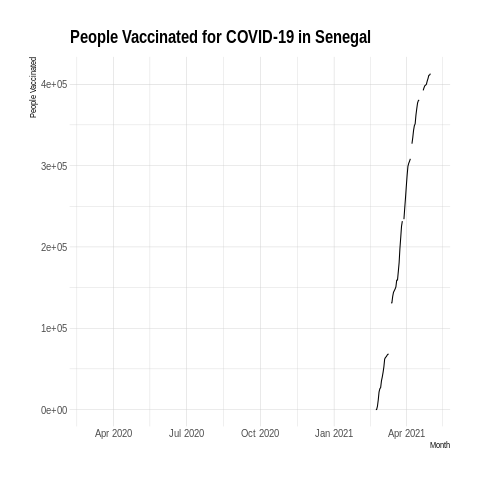 People Vaccinated for COVID-19 in Senegal
People Vaccinated
4e+05
3e+05
2e+05
1e+05
0e+00
Apr 2020 Jul 2020 Oct 2020 Jan 2021 Apr 2021
Month